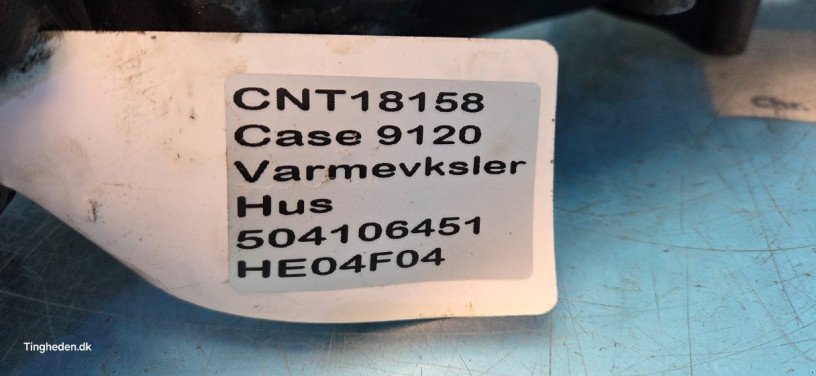 CNT18158
Case 9120
Varmevksler
Hus
504106451
HE04F04
Tingheden.dk